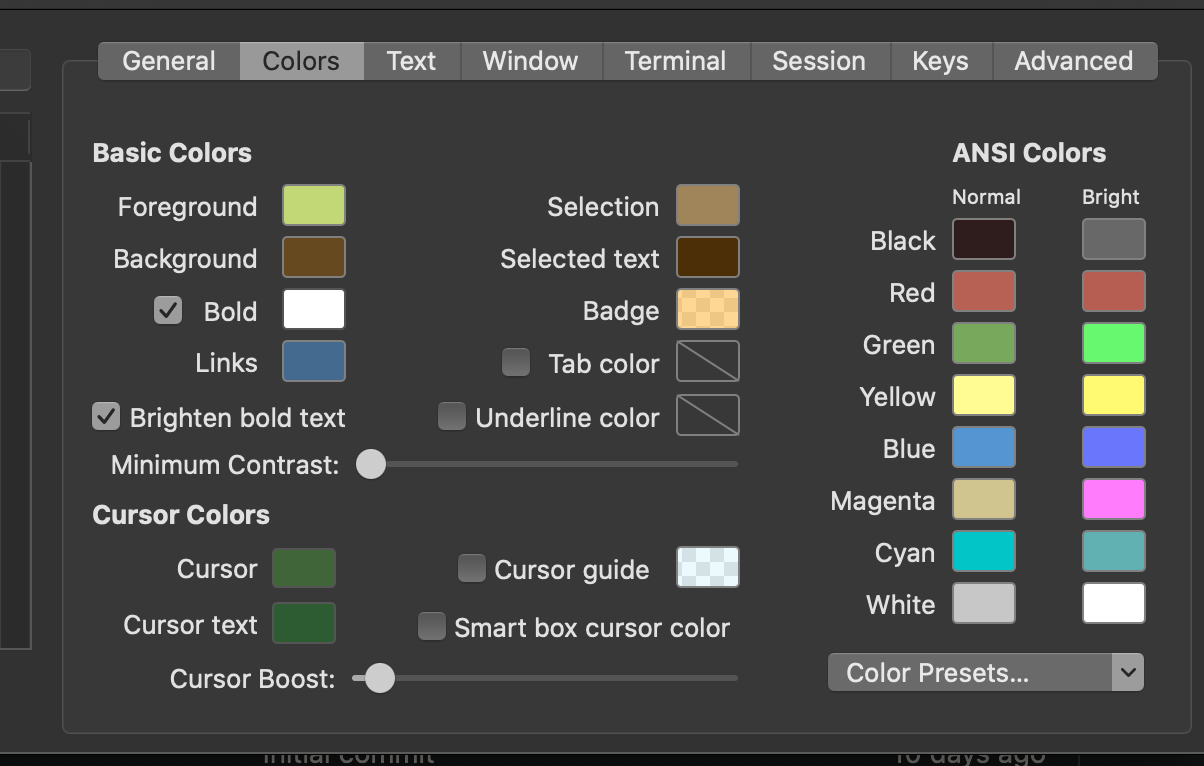 General Colors Text Window Terminal Session Keys Advanced
Basic Colors
Foreground
Background
Bold
Links
Brighten bold text
Selection
Selected text
Badge
Tab color
Underline color
Minimum Contrast:
Cursor Colors
Cursor
Cursor text
Cursor guide
Smart box cursor color
Cursor Boost:
ANSI Colors
Normal Bright
Black
Red
Green
Yellow
Blue
Magenta
Cyan
White
Color Presets...
Initial commit 10 days ago